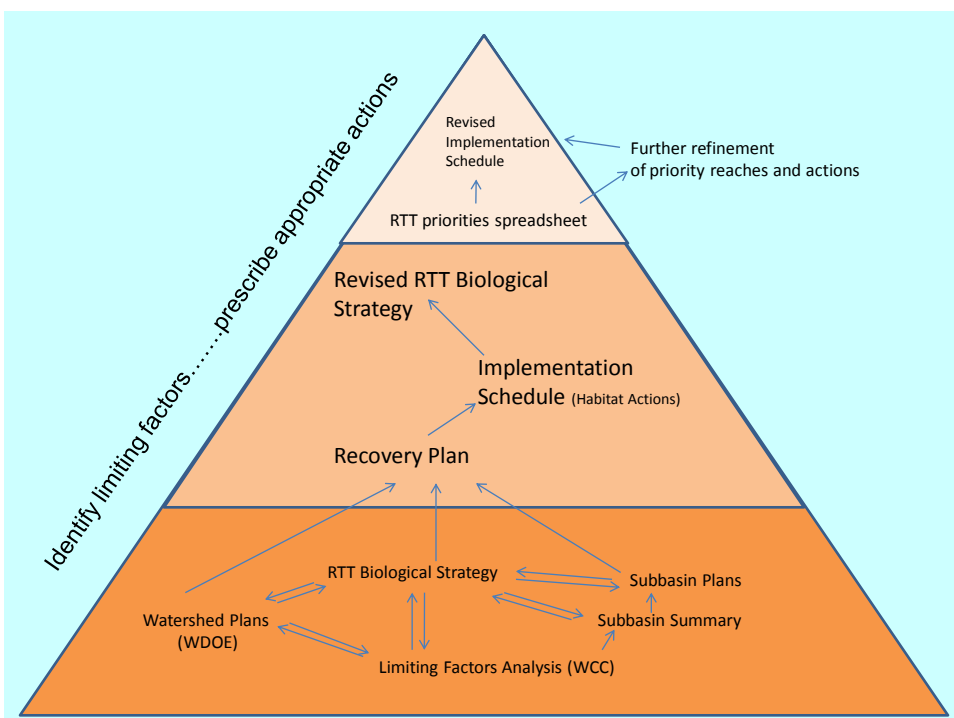 Identify limiting factors.......prescribe appropriate actions
Revised
Implementation
Schedule
Further refinement
of priority reaches and actions
RTT priorities spreadsheet
Revised RTT Biological
Strategy
Implementation
Schedule (Habitat Actions)
Recovery Plan
RTT Biological Strategy
Subbasin Plans
Watershed Plans
(WDOE)
Subbasin Summary
Limiting Factors Analysis (WCC)